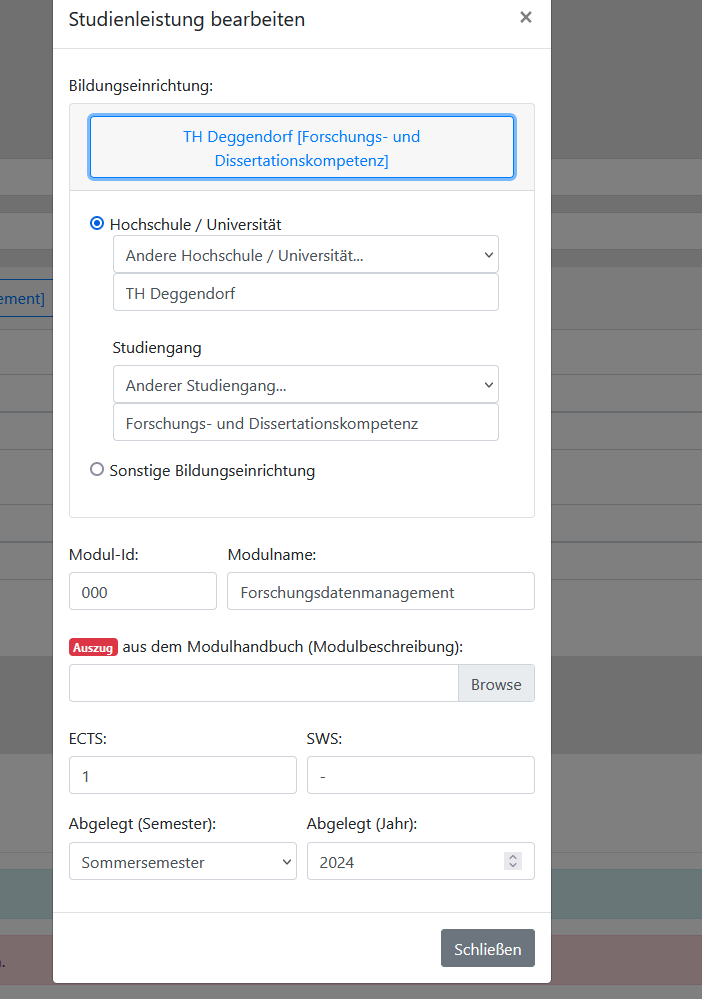 Studienleistung bearbeiten ×
Bildungseinrichtung:
TH Deggendorf [Forschungs- und
Dissertationskompetenz]
Hochschule / Universität
Andere Hochschule / Universität...
TH Deggendorf
ement]
Studiengang
Anderer Studiengang...
Forschungs- und Dissertationskompetenz
Sonstige Bildungseinrichtung
Modul-Id: Modulname:
000 Forschungsdatenmanagement
Auszug aus dem Modulhandbuch (Modulbeschreibung):
Browse
ECTS: SWS:
1 -
Abgelegt (Semester): Abgelegt (Jahr):
Sommersemester 2024
Schließen